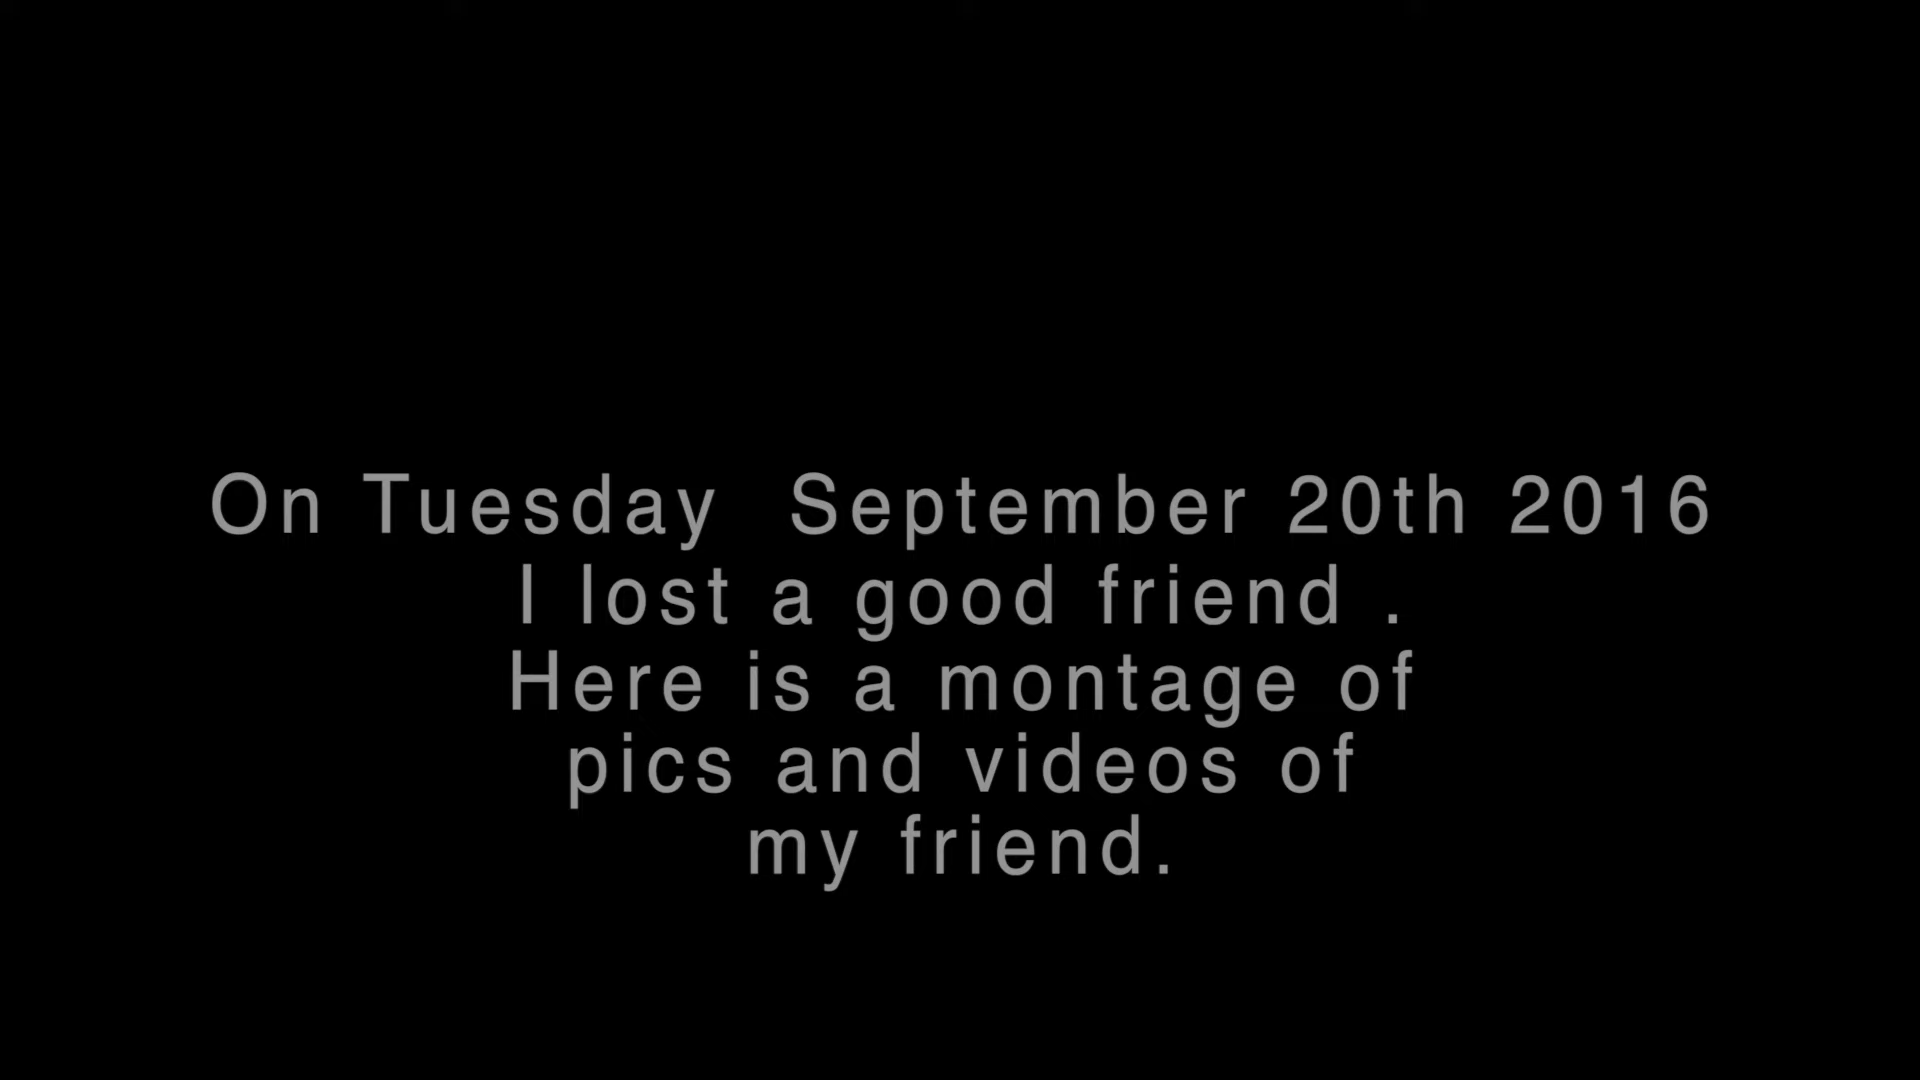 On Tuesday  September 20th 2016
I lost a good friend .
Here is a montage of
pics and videos of
my friend.